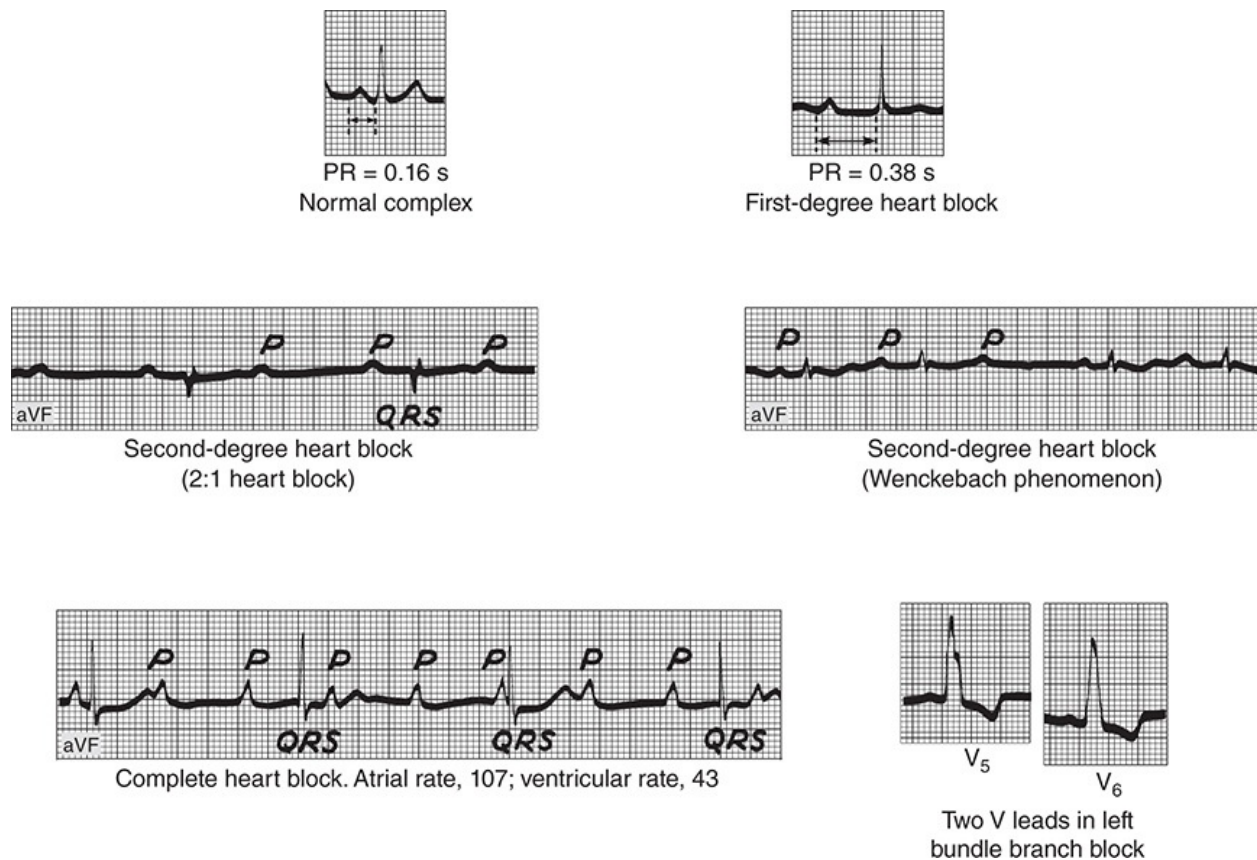 PR = 0.16 s
Normal complex
PR = 0.38 s
First-degree heart block
P P P
aVF
QRS
Second-degree heart block
(2:1 heart block)
P P P
aVF
Second-degree heart block
(Wenckebach phenomenon)
P P P P P P P
aVF
QRS QRS QRS
Complete heart block. Atrial rate, 107; ventricular rate, 43
V5
V6
Two V leads in left
bundle branch block